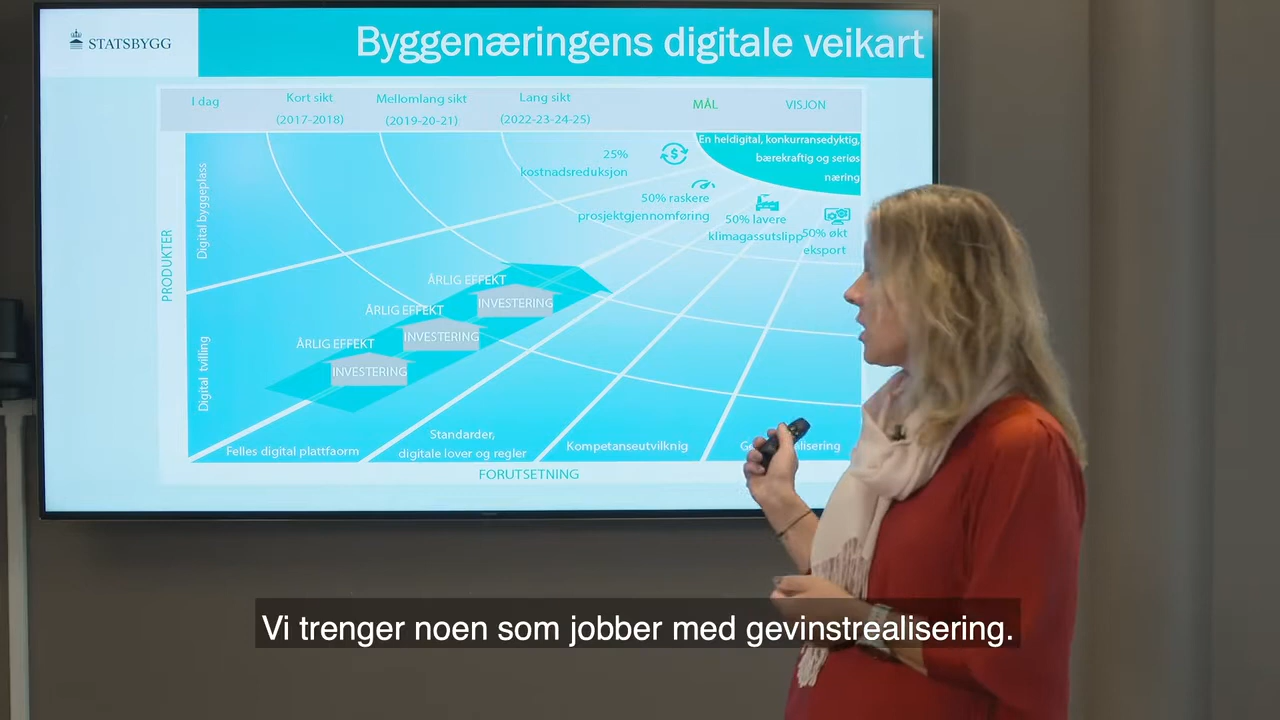 STATSBYGG
Byggenæringens digitale veikart
I dag
Kort sikt
(2017-2018)
Mellomlang sikt
(2019-20-21)
Lang sikt
(2022-23-24-25)
MÅL
VISJON
En heldigital, konkurransedyktig,
bærekraftig og seriøs
næring
25%
kostnadsreduksjon
50% raskere
prosjektgjennomføring
50% lavere
klimagassutslipp
50% økt
eksport
PRODUKTER
Digital byggeplass
Digital tvilling
ÅRLIG EFFEKT
INVESTERING
ÅRLIG EFFEKT
INVESTERING
ÅRLIG EFFEKT
INVESTERING
Felles digital plattfaorm
Standarder,
digitale lover og regler
Kompetanseutvilknig
FORUTSETNING
Vi trenger noen som jobber med gevinstrealisering.